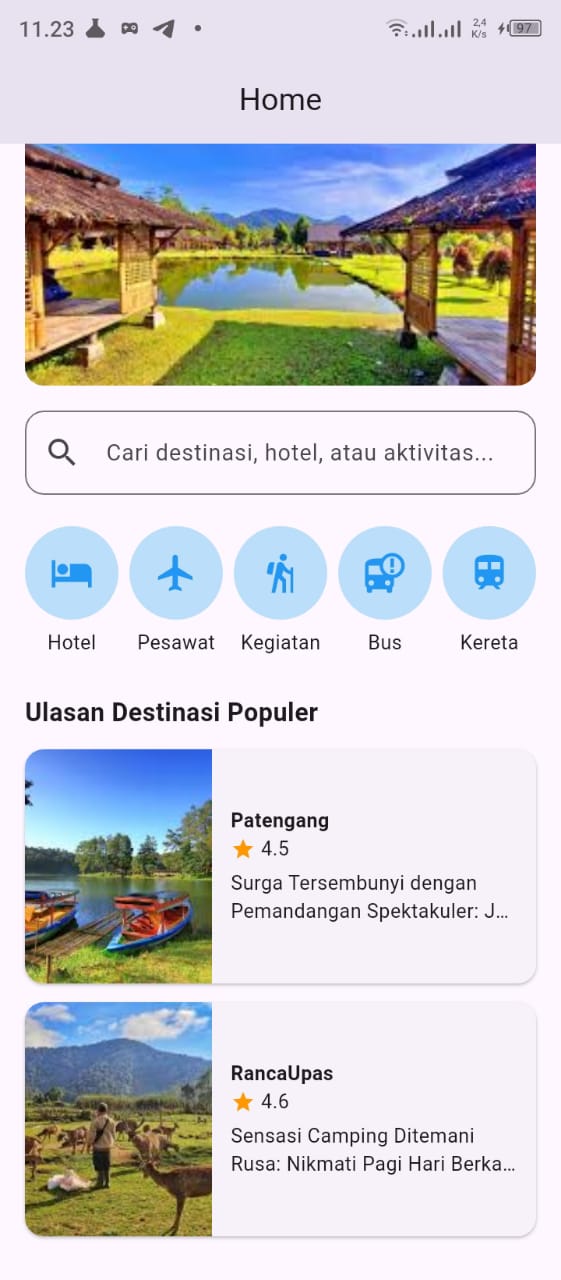 11.23
2,4
K/s
97
Home
Cari destinasi, hotel, atau aktivitas...
Hotel
Pesawat
Kegiatan
Bus
Kereta
Ulasan Destinasi Populer
Patengang
4.5
Surga Tersembunyi dengan
Pemandangan Spektakuler: J...
RancaUpas
4.6
Sensasi Camping Ditemani
Rusa: Nikmati Pagi Hari Berka...